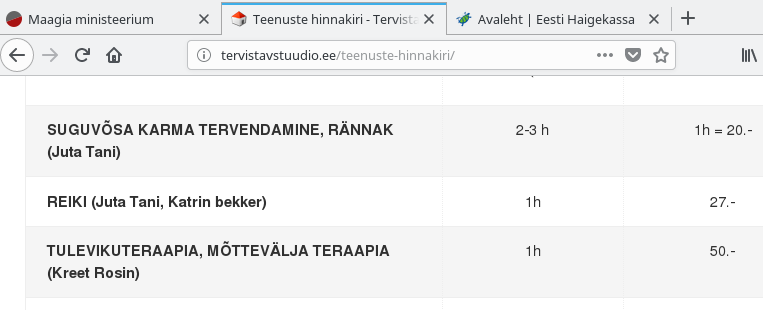 Maagia ministeerium
Teenuste hinnakiri - Tervista
Avaleht | Eesti Haigekassa
tervistavstuudio.ee/teenuste-hinnakiri/
SUGUVÕSA KARMA TERVENDAMINE, RÄNNAK
(Juta Tani)
2-3 h
1h = 20.-
REIKI (Juta Tani, Katrin bekker)
1h
27.-
TULEVIKUTERAAPIA, MÕTTEVÄLJA TERAAPIA
(Kreet Rosin)
1h
50.-